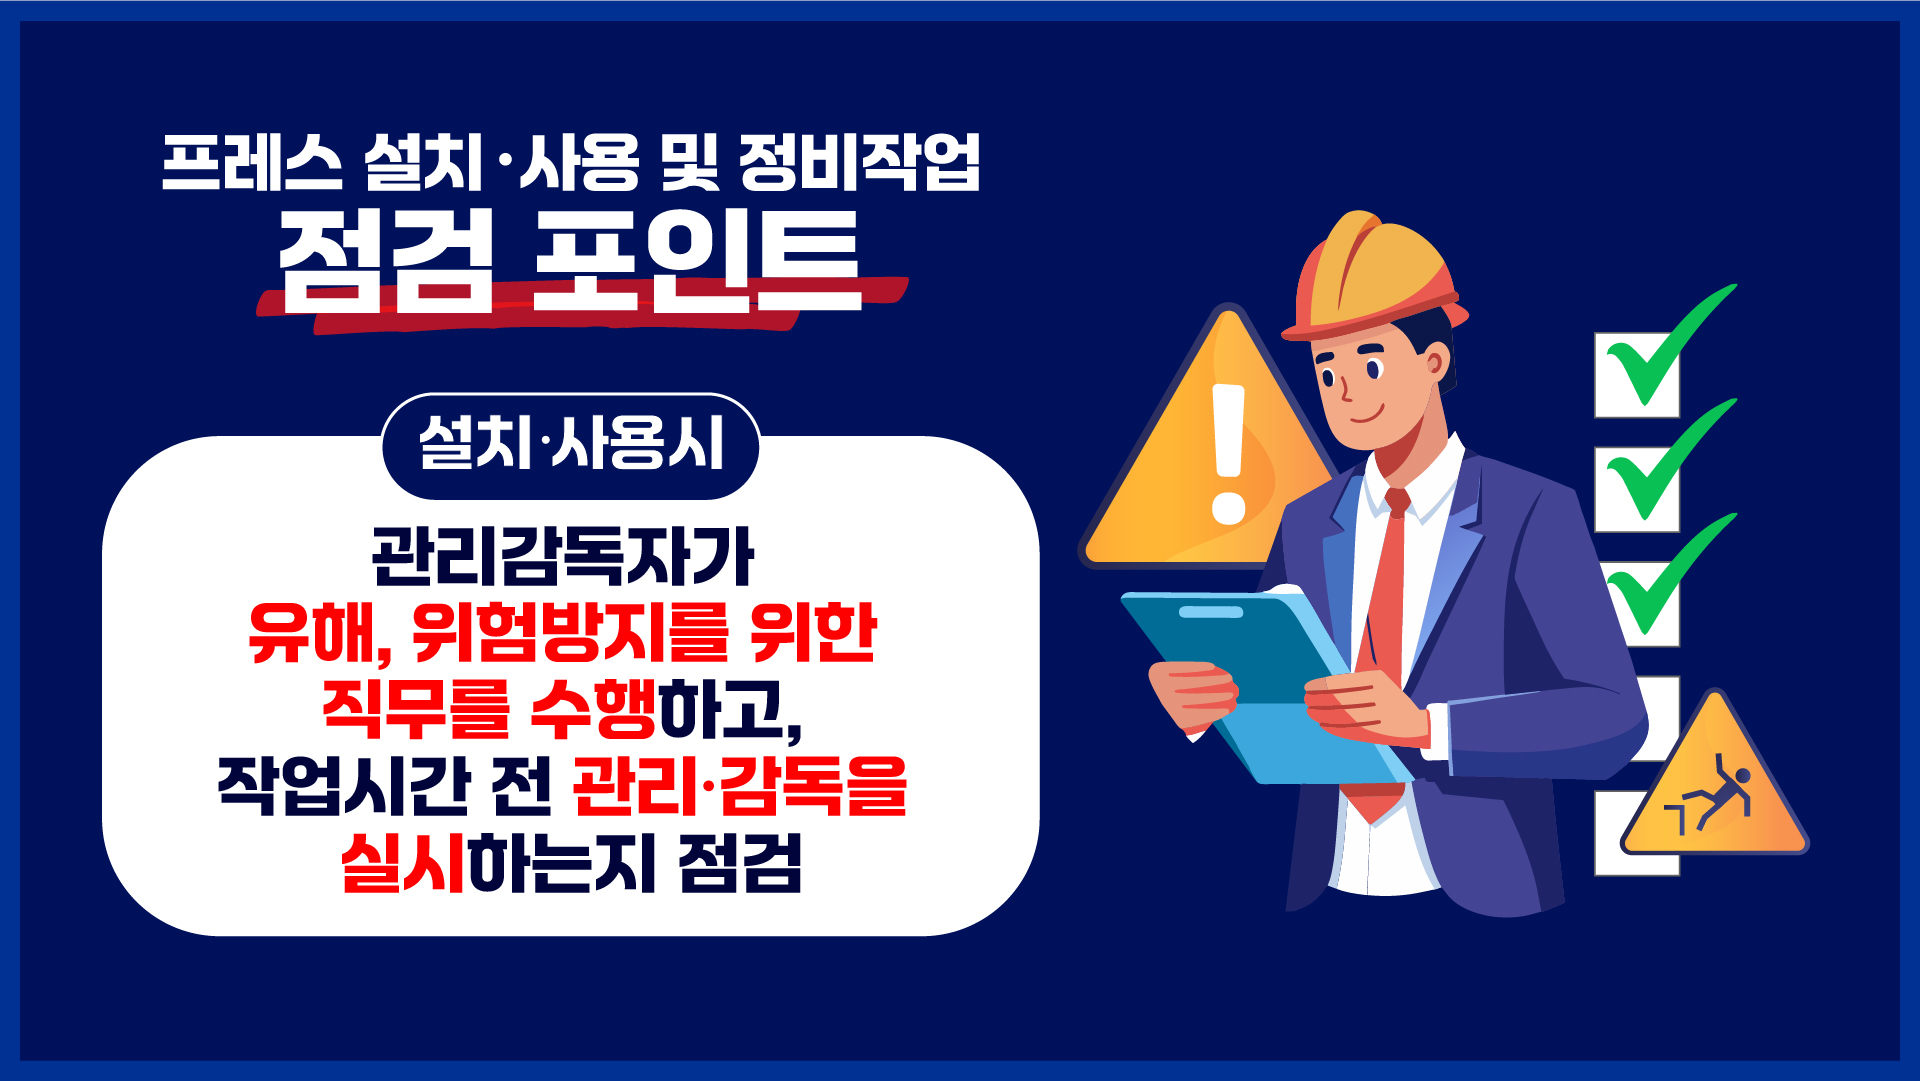 프레스 설치·사용 및 정비작업
점검 포인트
설치·사용시
관리감독자가
유해, 위험방지를 위한
직무를 수행하고,
작업시간 전 관리·감독을
실시하는지 점검